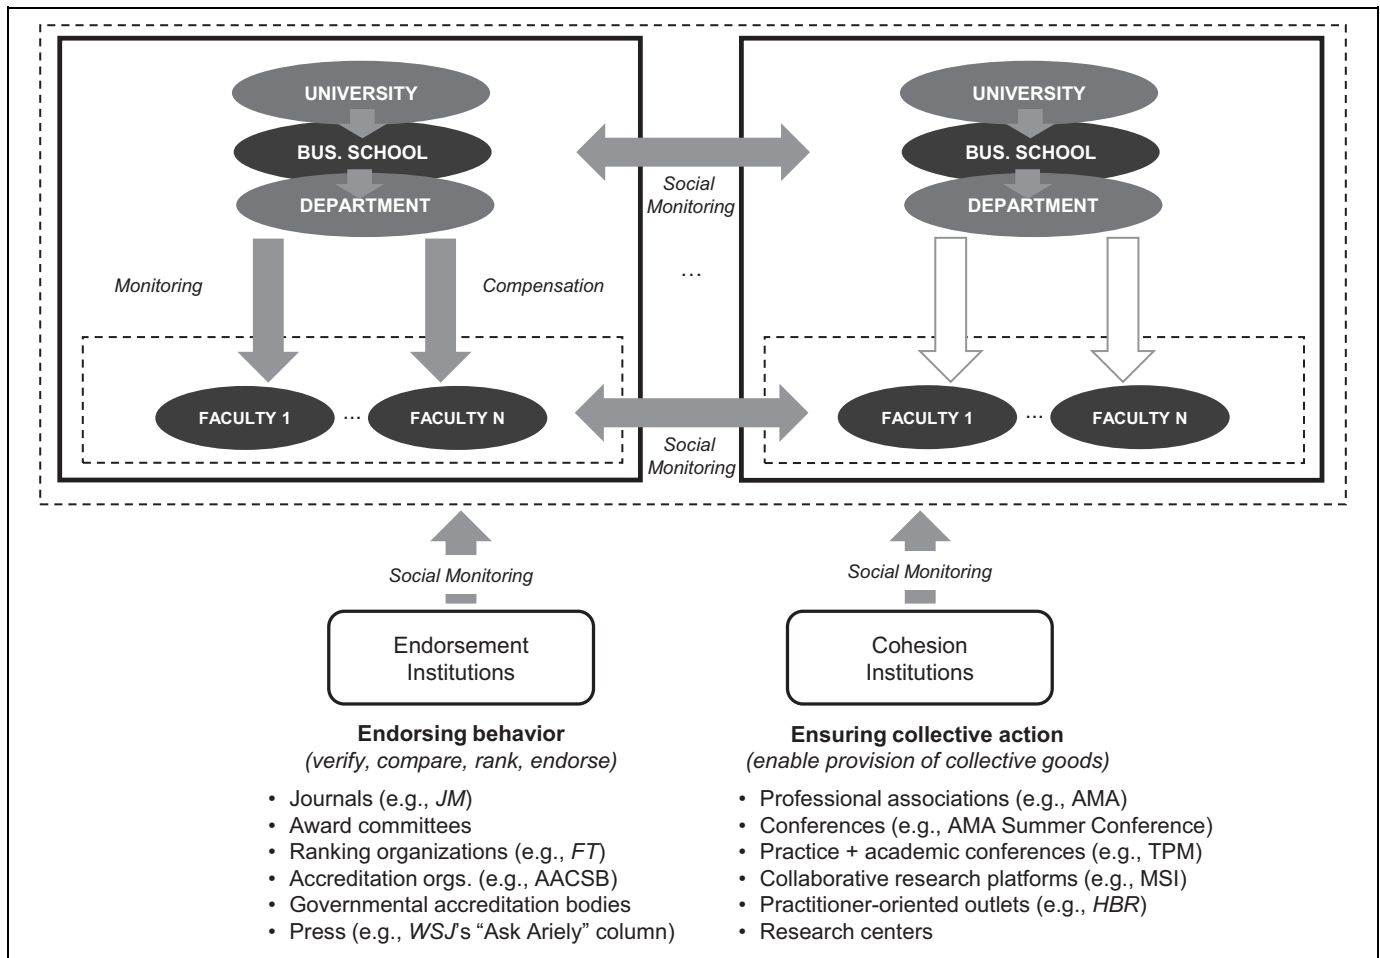 UNIVERSITY
BUS. SCHOOL
DEPARTMENT
Monitoring
Compensation
FACULTY 1
...
FACULTY N
Social
Monitoring
...
Social
Monitoring
UNIVERSITY
BUS. SCHOOL
DEPARTMENT
FACULTY 1
...
FACULTY N
Social Monitoring
Endorsement
Institutions
Endorsing behavior
(verify, compare, rank, endorse)
• Journals (e.g., JM)
• Award committees
• Ranking organizations (e.g., FT)
• Accreditation orgs. (e.g., AACSB)
• Governmental accreditation bodies
• Press (e.g., WSJ’s “Ask Ariely” column)
Social Monitoring
Cohesion
Institutions
Ensuring collective action
(enable provision of collective goods)
• Professional associations (e.g., AMA)
• Conferences (e.g., AMA Summer Conference)
• Practice + academic conferences (e.g., TPM)
• Collaborative research platforms (e.g., MSI)
• Practitioner-oriented outlets (e.g., HBR)
• Research centers